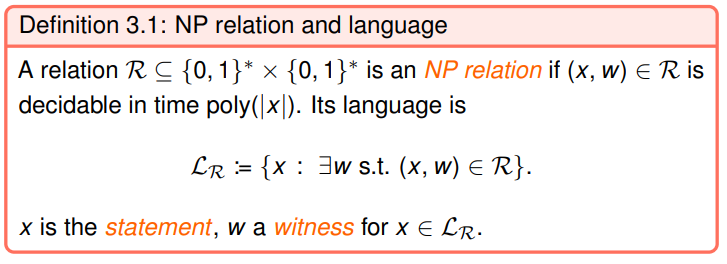 Definition 3.1: NP relation and language
A relation ℛ ⊆ {0, 1}* × {0, 1}* is an NP relation if (x, w) ∈ ℛ is
decidable in time poly(|x|). Its language is
ℒ_ℛ ≔ {x : ∃w s.t. (x, w) ∈ ℛ}.
x is the statement, w a witness for x ∈ ℒ_ℛ.